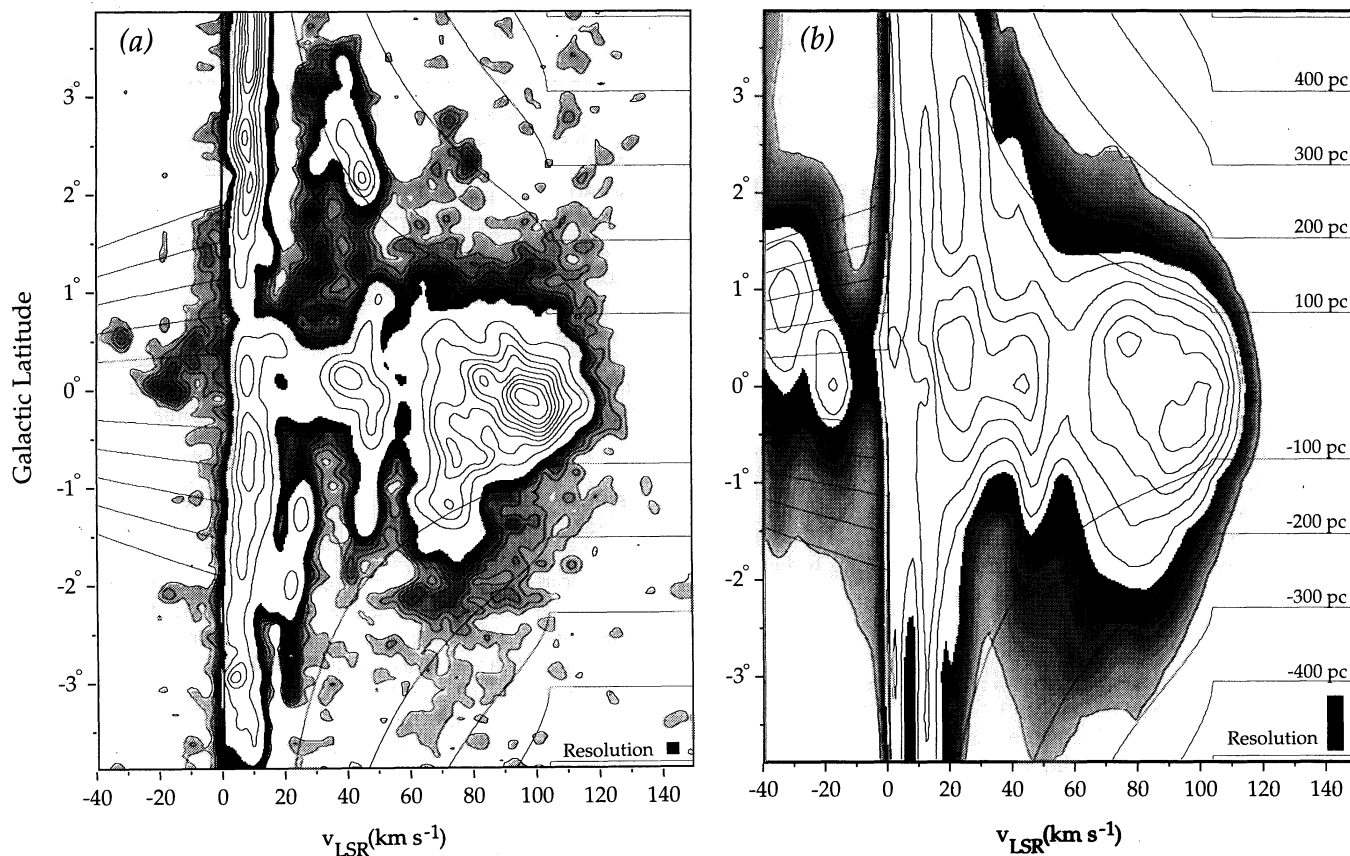 (a)
3°
2°
1°
0°
-1°
-2°
-3°
Galactic Latitude
Resolution
-40 -20 0 20 40 60 80 100 120 140
v_LSR(km s⁻¹)
(b)
3°
2°
1°
0°
-1°
-2°
-3°
400 pc
300 pc
200 pc
100 pc
-100 pc
-200 pc
-300 pc
-400 pc
Resolution
-40 -20 0 20 40 60 80 100 120 140
v_LSR(km s⁻¹)